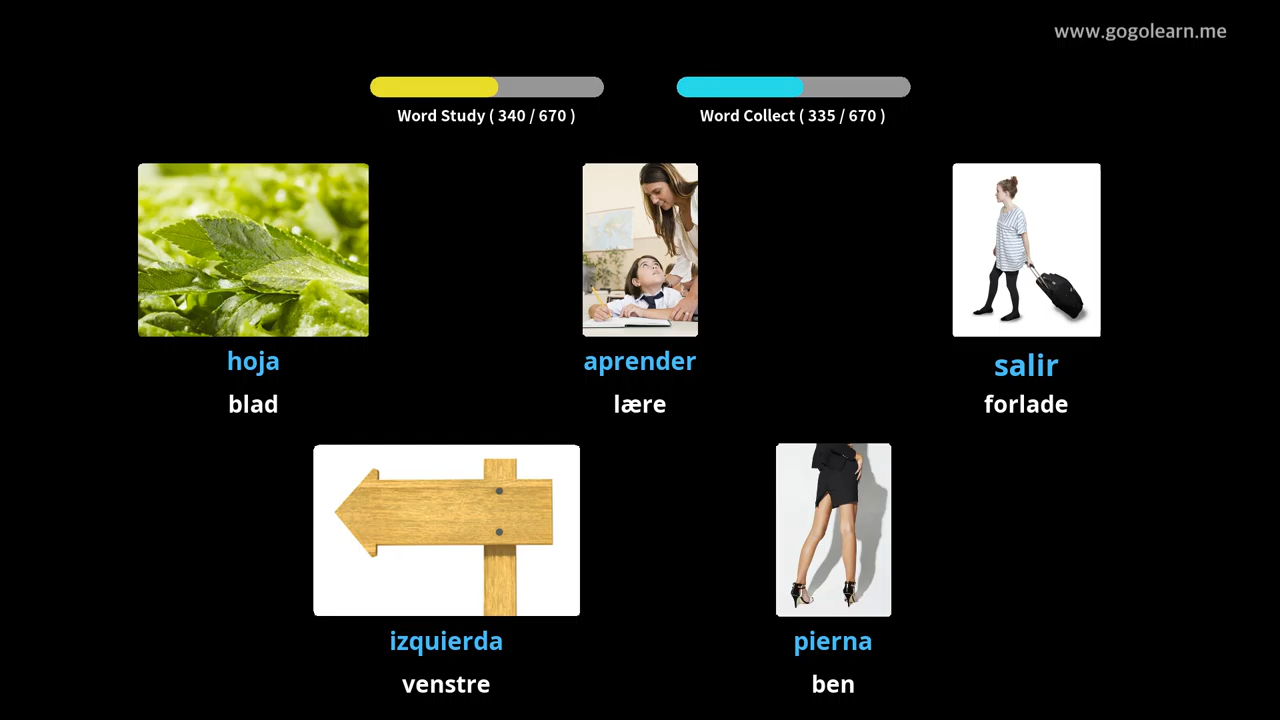 www.gogolearn.me
Word Study ( 340 / 670 )
Word Collect ( 335 / 670 )
hoja
blad
aprender
lære
salir
forlade
izquierda
venstre
pierna
ben